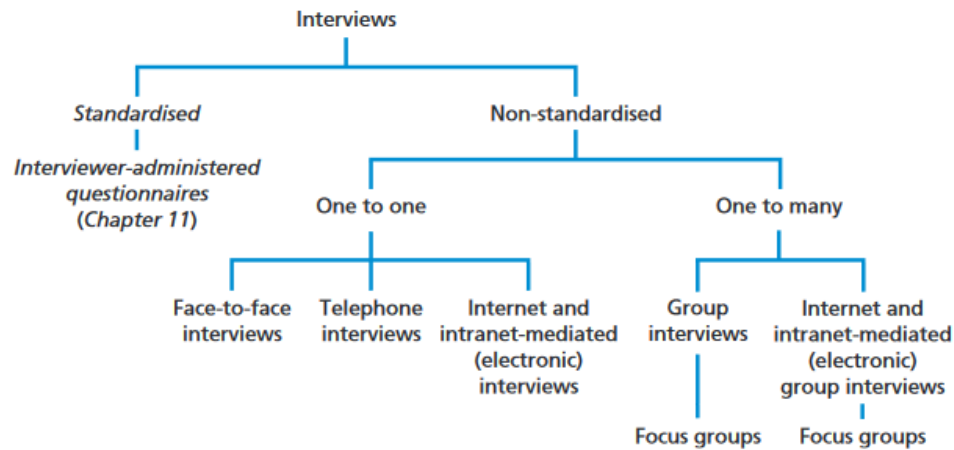 Interviews
Standardised
Non-standardised
Interviewer-administered
questionnaires
(Chapter 11)
One to one
One to many
Face-to-face
interviews
Telephone
interviews
Internet and
intranet-mediated
(electronic)
interviews
Group
interviews
Internet and
intranet-mediated
(electronic)
group interviews
Focus groups
Focus groups